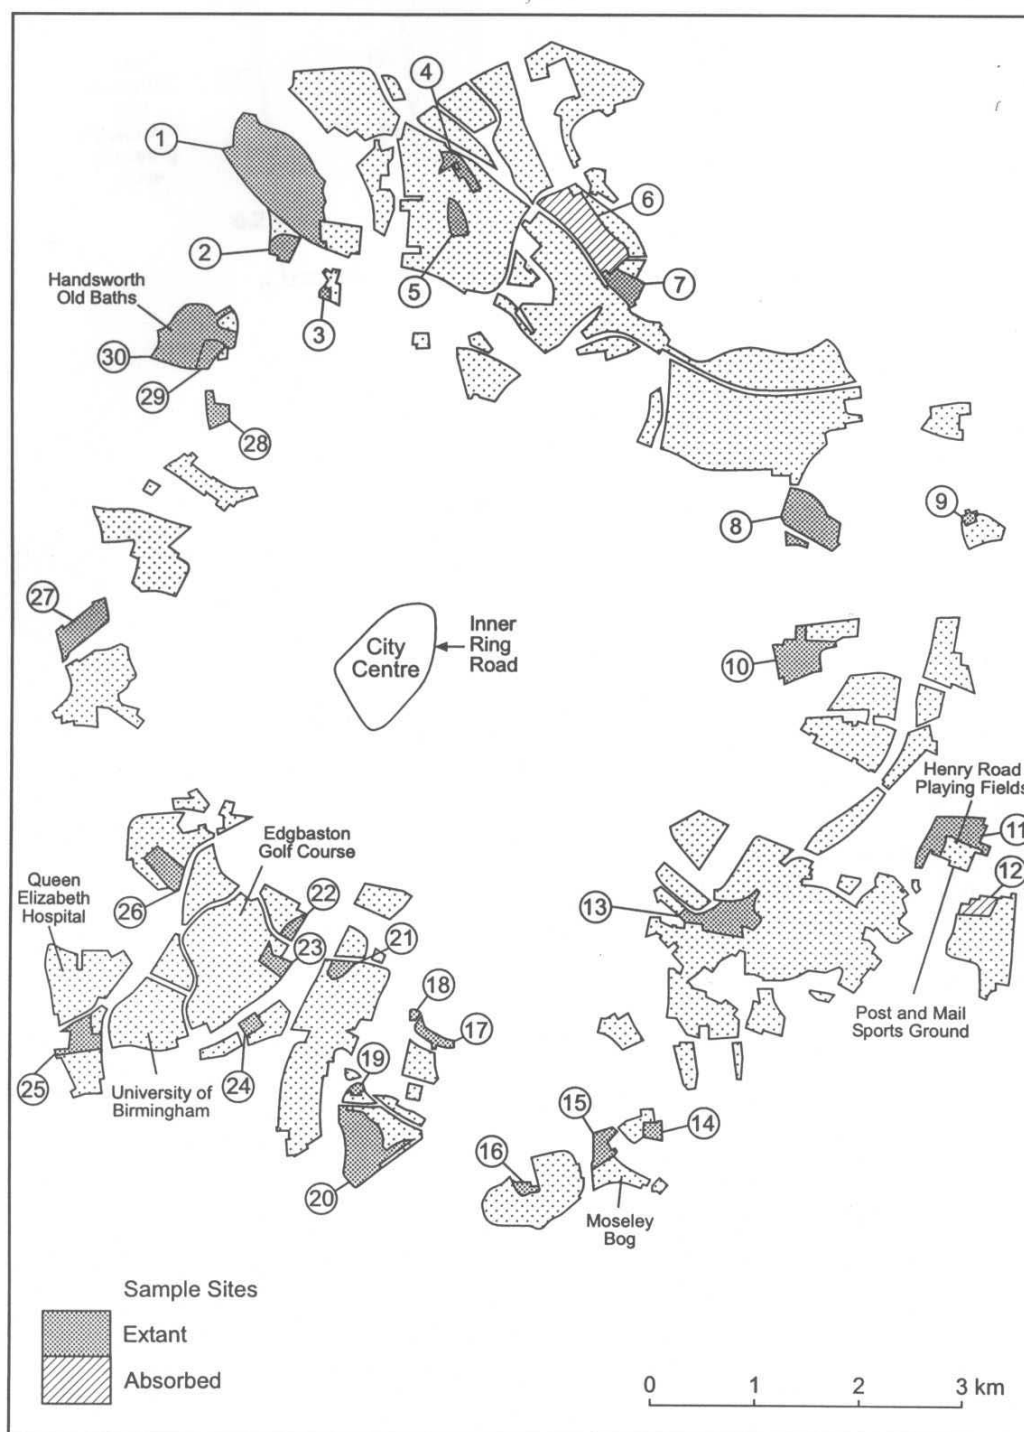 4
1
6
2
7
5
Handsworth
Old Baths
3
30
29
28
9
8
27
City
Centre
Inner
Ring
Road
10
Henry Road
Playing Fields
11
Edgbaston
Golf Course
Queen
Elizabeth
Hospital
22
12
26
13
23
21
18
17
Post and Mail
Sports Ground
19
25
24
University of
Birmingham
15
14
16
20
Moseley
Bog
Sample Sites
Extant
Absorbed
0 1 2 3 km